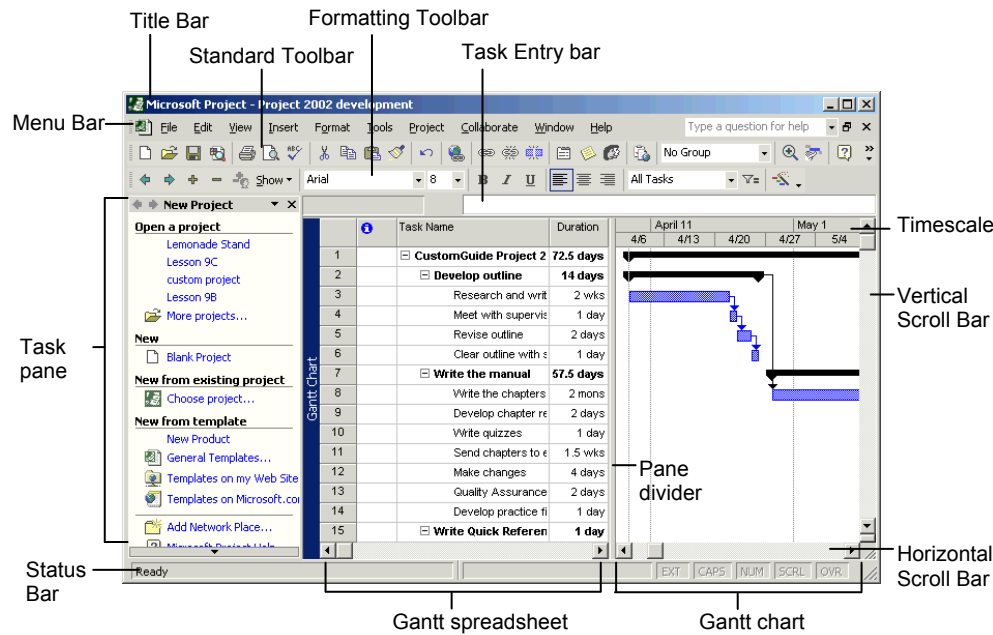 Title Bar
Formatting Toolbar
Standard Toolbar
Task Entry bar
Menu Bar
Microsoft Project - Project 2002 development
File Edit View Insert Format Tools Project Collaborate Window Help Type a question for help
No Group
Show Arial 8 B I U All Tasks
New Project
Open a project
Lemonade Stand
Lesson 9C
custom project
Lesson 9B
More projects...
New
Blank Project
New from existing project
Choose project...
New from template
New Product
General Templates...
Templates on my Web Site
Templates on Microsoft.co
Add Network Place...
Microsoft Project Help
Task
pane
Gantt Chart
Task Name Duration
1 CustomGuide Project 2 72.5 days
2 Develop outline 14 days
3 Research and writ 2 wks
4 Meet with supervis 1 day
5 Revise outline 2 days
6 Clear outline with s 1 day
7 Write the manual 57.5 days
8 Write the chapters 2 mons
9 Develop chapter re 2 days
10 Write quizzes 1 day
11 Send chapters to e 1.5 wks
12 Make changes 4 days
13 Quality Assurance 2 days
14 Develop practice fi 1 day
15 Write Quick Referen 1 day
April 11 May 1
4/6 4/13 4/20 4/27 5/4
Timescale
Vertical
Scroll Bar
Pane
divider
Horizontal
Scroll Bar
Status
Bar
Ready
EXT CAPS NUM SCRL OVR
Gantt spreadsheet
Gantt chart